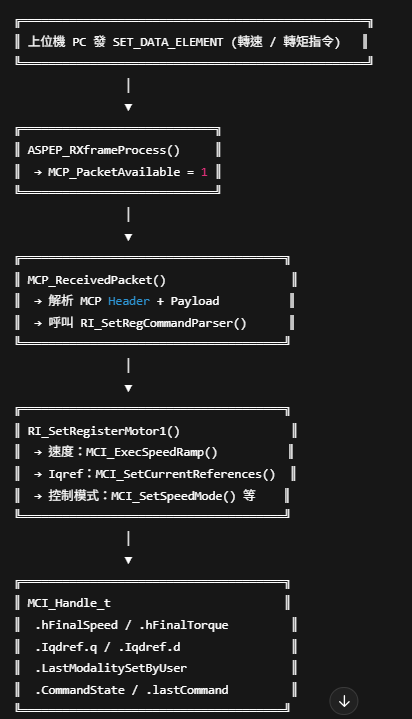 上位機 PC 發 SET_DATA_ELEMENT (轉速 / 轉矩指令)
ASPEP_RXframeProcess()
→ MCP_PacketAvailable = 1
MCP_ReceivedPacket()
→ 解析 MCP Header + Payload
→ 呼叫 RI_SetRegCommandParser()
RI_SetRegisterMotor1()
→ 速度：MCI_ExecSpeedRamp()
→ Iqref：MCI_SetCurrentReferences()
→ 控制模式：MCI_SetSpeedMode() 等
MCI_Handle_t
.hFinalSpeed / .hFinalTorque
.Iqdref.q / .Iqdref.d
.LastModalitySetByUser
.CommandState / .lastCommand